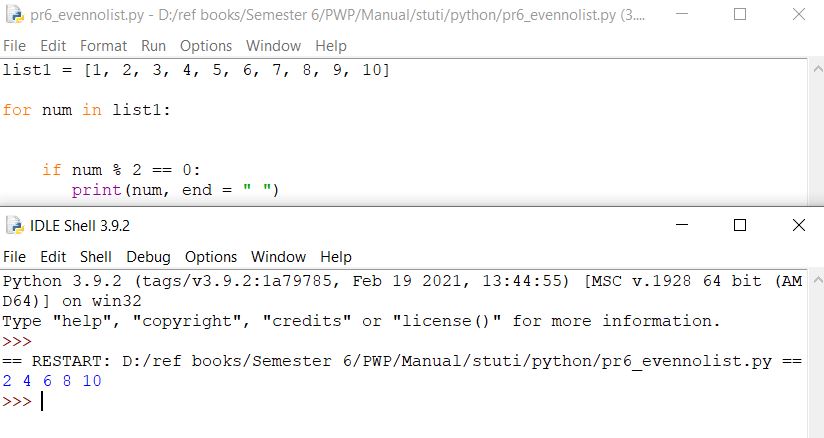 pr6_evennolist.py - D:/ref books/Semester 6/PWP/Manual/stuti/python/pr6_evennolist.py (3....
File Edit Format Run Options Window Help
list1 = [1, 2, 3, 4, 5, 6, 7, 8, 9, 10]
for num in list1:
    if num % 2 == 0:
       print(num, end = " ")
IDLE Shell 3.9.2
File Edit Shell Debug Options Window Help
Python 3.9.2 (tags/v3.9.2:1a79785, Feb 19 2021, 13:44:55) [MSC v.1928 64 bit (AM
D64)] on win32
Type "help", "copyright", "credits" or "license()" for more information.
>>>
== RESTART: D:/ref books/Semester 6/PWP/Manual/stuti/python/pr6_evennolist.py ==
2 4 6 8 10
>>>